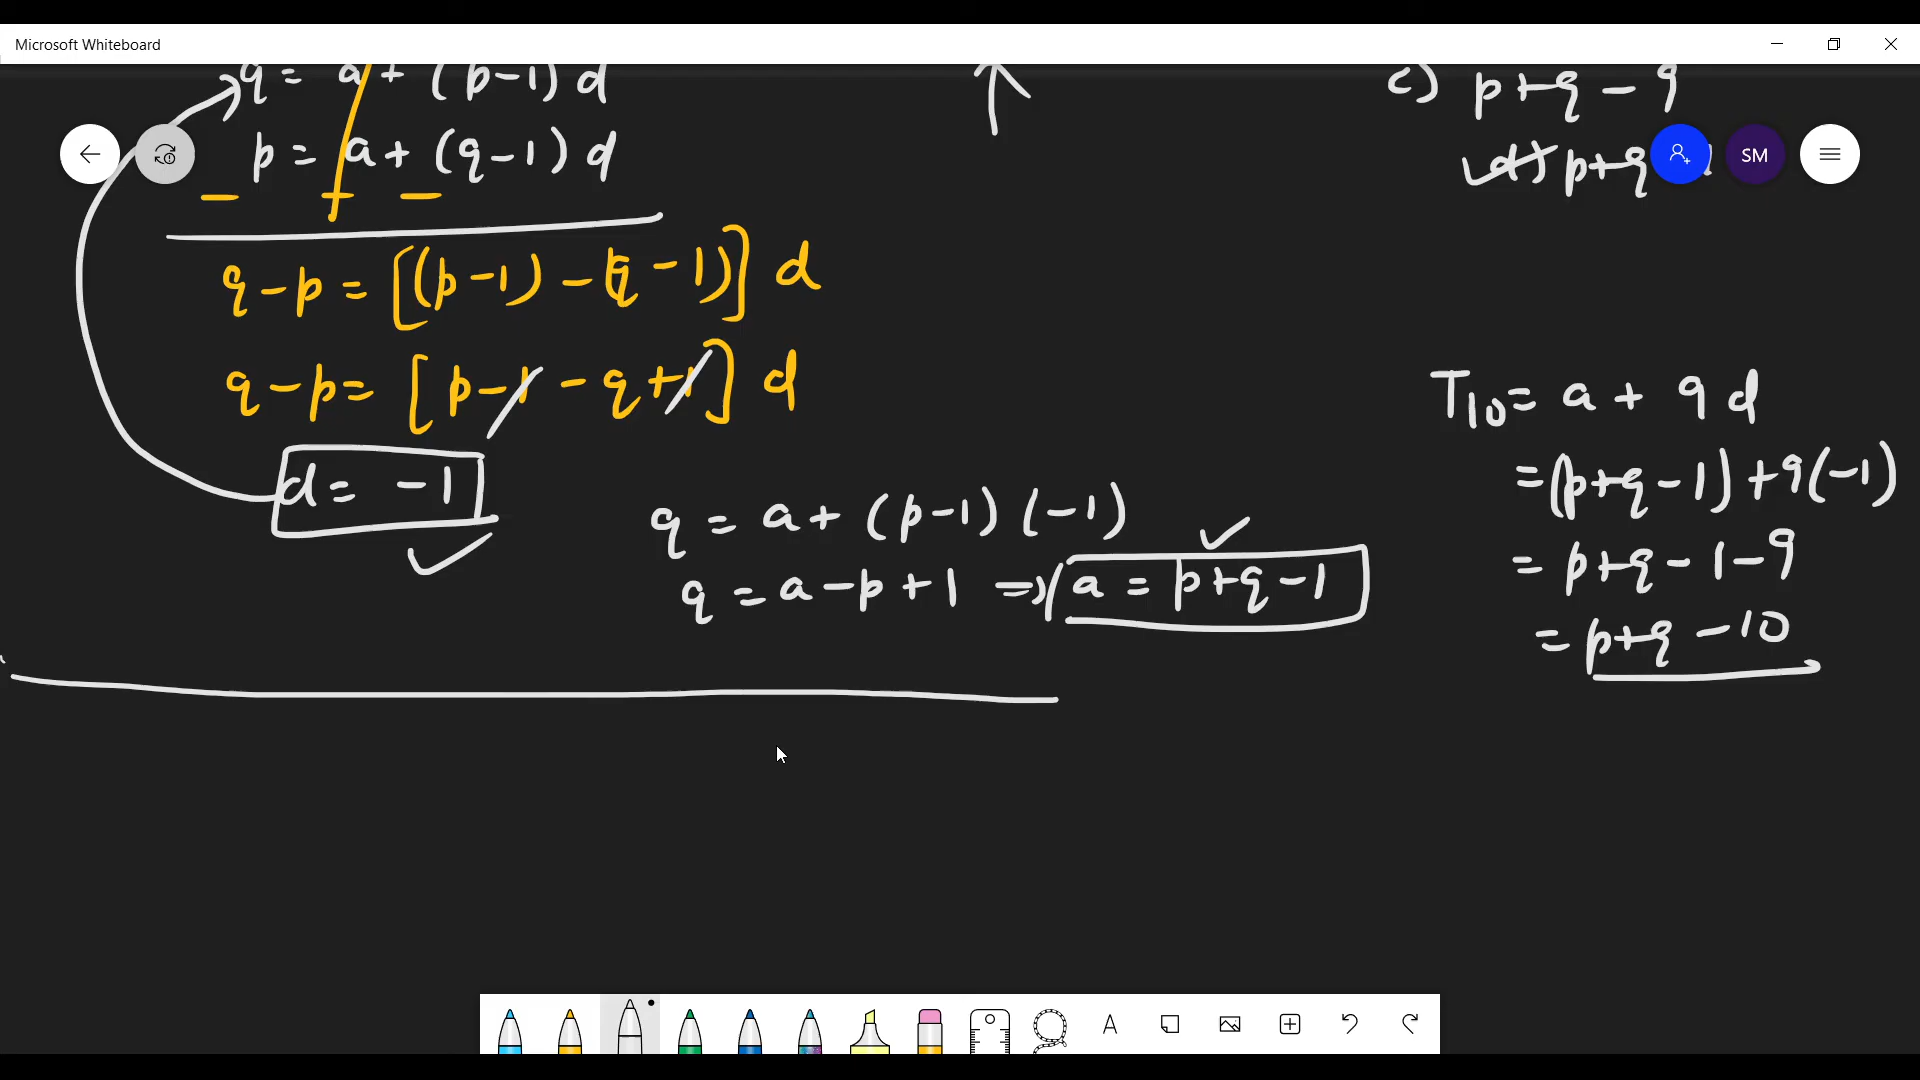 Microsoft Whiteboard
q = a + (p-1) d
p = a + (q-1) d
- + -
q-p = [(p-1) - (q-1)] d
q-p = [p-1 - q+1] d
d = -1
q = a + (p-1) (-1)
q = a-p+1 ⇒ a = p+q-1
c) p+q-9
d) p+q
SM
T10 = a + 9d
= (p+q-1) + 9(-1)
= p+q-1-9
= p+q-10
A